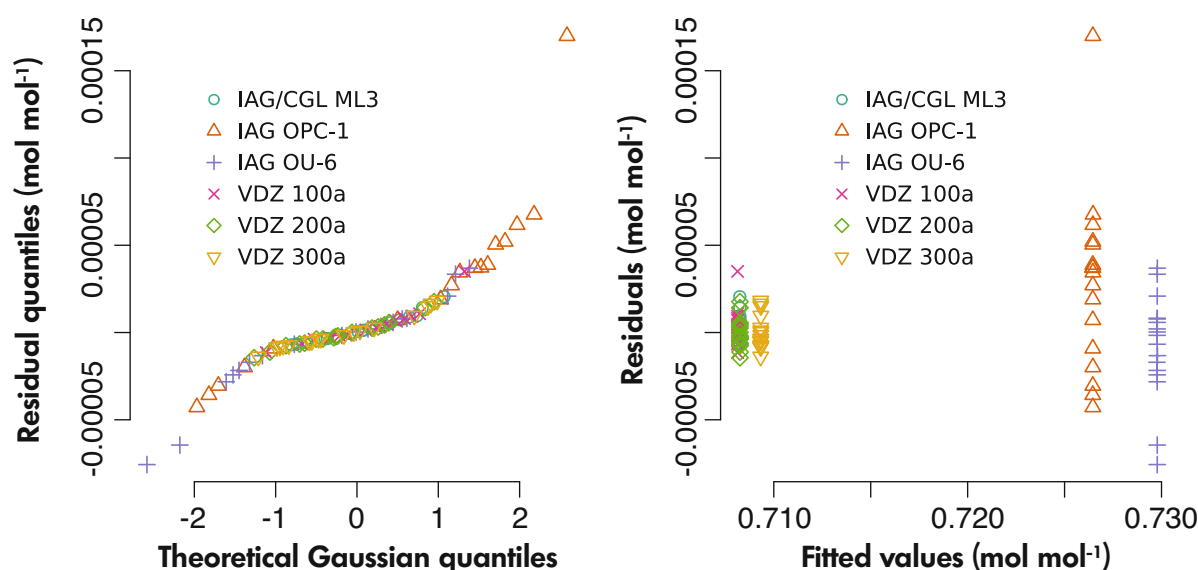 Residual quantiles (mol mol⁻¹)
0.00015
0.00005
-0.00005
IAG/CGL ML3
IAG OPC-1
IAG OU-6
VDZ 100a
VDZ 200a
VDZ 300a
-2 -1 0 1 2
Theoretical Gaussian quantiles
Residuals (mol mol⁻¹)
0.00015
0.00005
-0.00005
IAG/CGL ML3
IAG OPC-1
IAG OU-6
VDZ 100a
VDZ 200a
VDZ 300a
0.710 0.720 0.730
Fitted values (mol mol⁻¹)